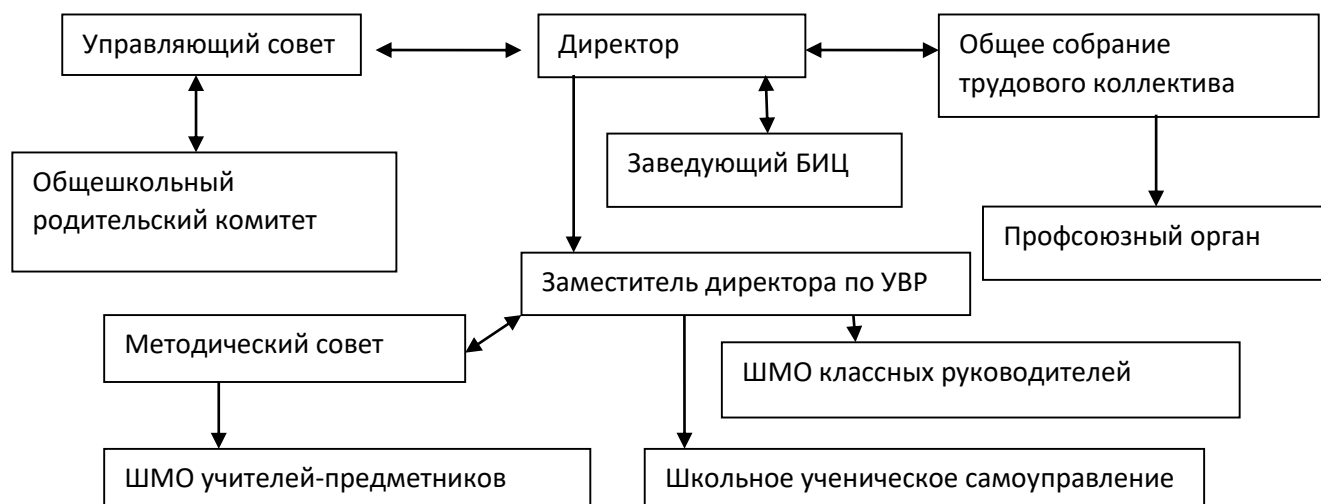 Управляющий совет
Директор
Общее собрание
трудового коллектива
Заведующий БИЦ
Общешкольный
родительский комитет
Профсоюзный орган
Заместитель директора по УВР
Методический совет
ШМО классных руководителей
ШМО учителей-предметников
Школьное ученическое самоуправление